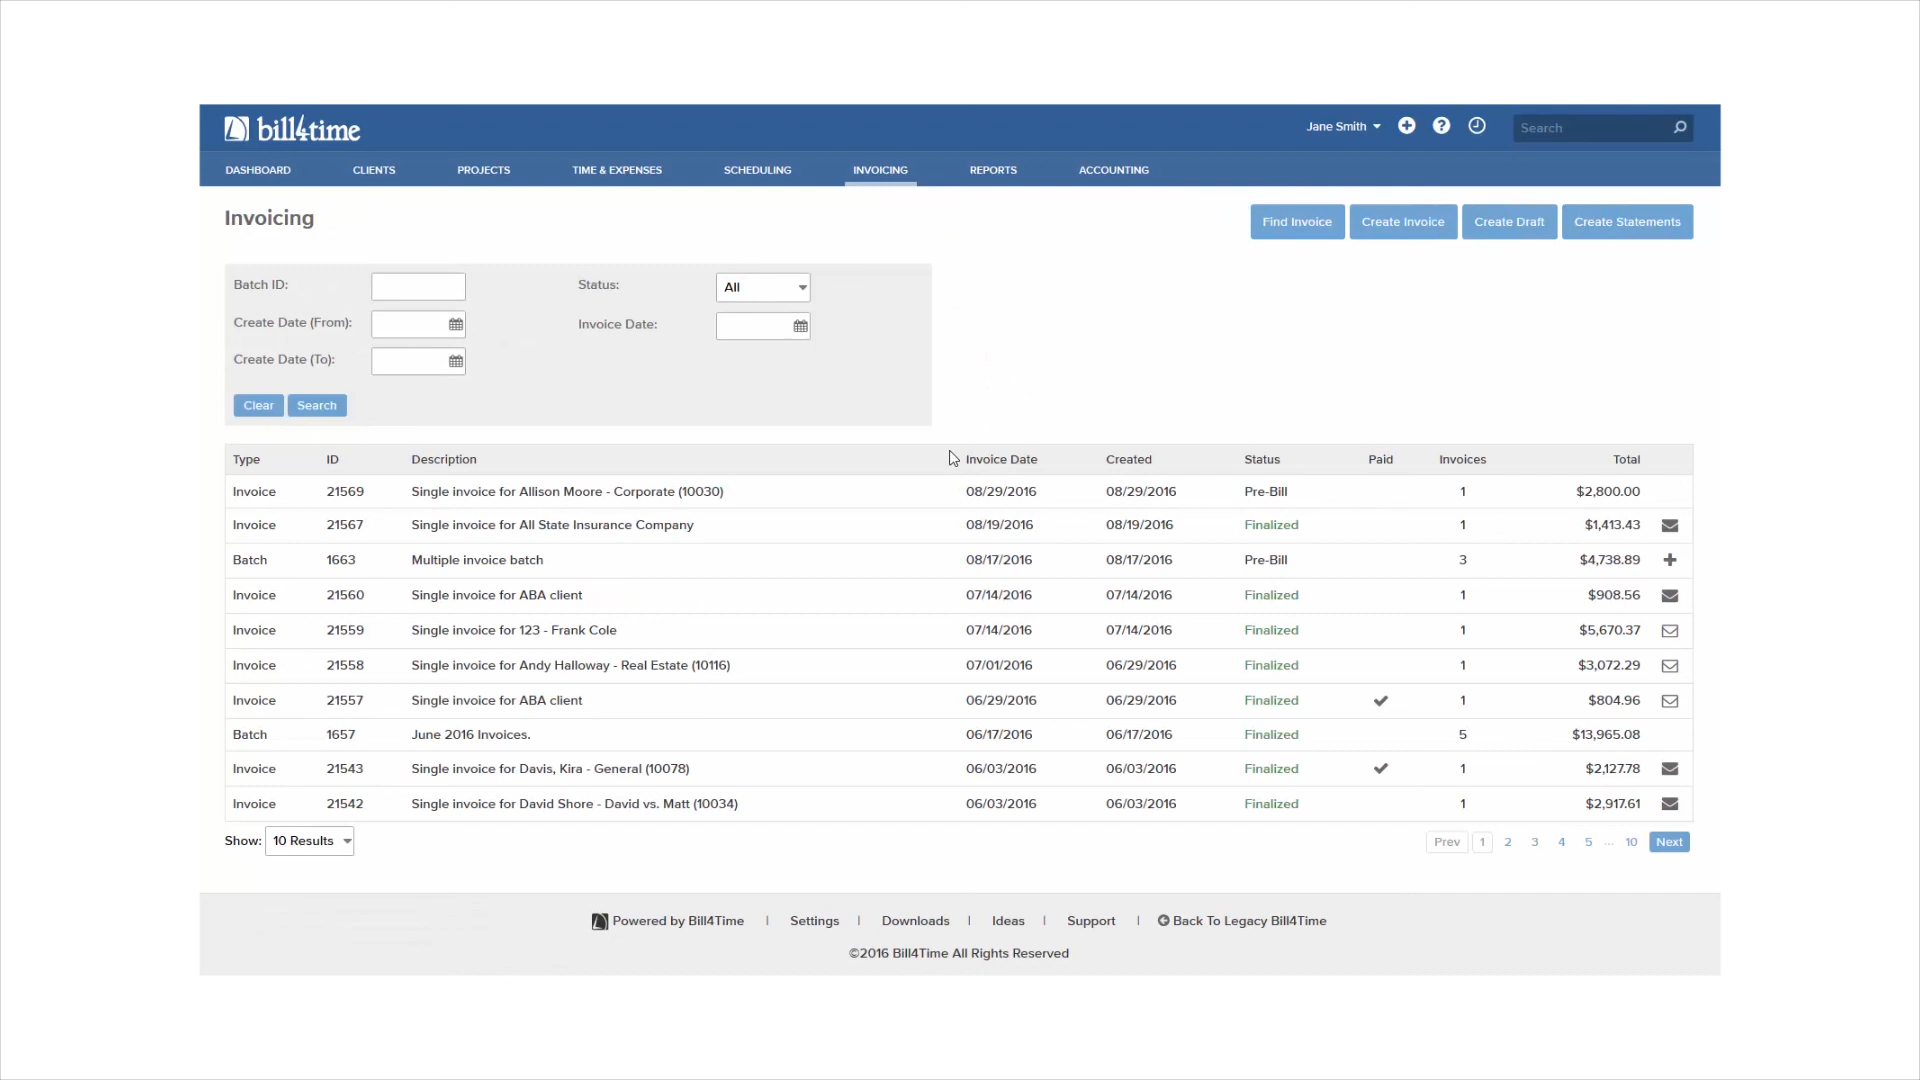 bill4time
Jane Smith
Search
DASHBOARD CLIENTS PROJECTS TIME & EXPENSES SCHEDULING INVOICING REPORTS ACCOUNTING
Invoicing
Find Invoice Create Invoice Create Draft Create Statements
Batch ID: Status: All
Create Date (From): Invoice Date:
Create Date (To):
Clear Search
Type ID Description Invoice Date Created Status Paid Invoices Total
Invoice 21569 Single invoice for Allison Moore - Corporate (10030) 08/29/2016 08/29/2016 Pre-Bill 1 $2,800.00
Invoice 21567 Single invoice for All State Insurance Company 08/19/2016 08/19/2016 Finalized 1 $1,413.43
Batch 1663 Multiple invoice batch 08/17/2016 08/17/2016 Pre-Bill 3 $4,738.89
Invoice 21560 Single invoice for ABA client 07/14/2016 07/14/2016 Finalized 1 $908.56
Invoice 21559 Single invoice for 123 - Frank Cole 07/14/2016 07/14/2016 Finalized 1 $5,670.37
Invoice 21558 Single invoice for Andy Halloway - Real Estate (10116) 07/01/2016 06/29/2016 Finalized 1 $3,072.29
Invoice 21557 Single invoice for ABA client 06/29/2016 06/29/2016 Finalized 1 $804.96
Batch 1657 June 2016 Invoices. 06/17/2016 06/17/2016 Finalized 5 $13,965.08
Invoice 21543 Single invoice for Davis, Kira - General (10078) 06/03/2016 06/03/2016 Finalized 1 $2,127.78
Invoice 21542 Single invoice for David Shore - David vs. Matt (10034) 06/03/2016 06/03/2016 Finalized 1 $2,917.61
Show: 10 Results Prev 1 2 3 4 5 ... 10 Next
Powered by Bill4Time | Settings | Downloads | Ideas | Support | Back To Legacy Bill4Time
©2016 Bill4Time All Rights Reserved